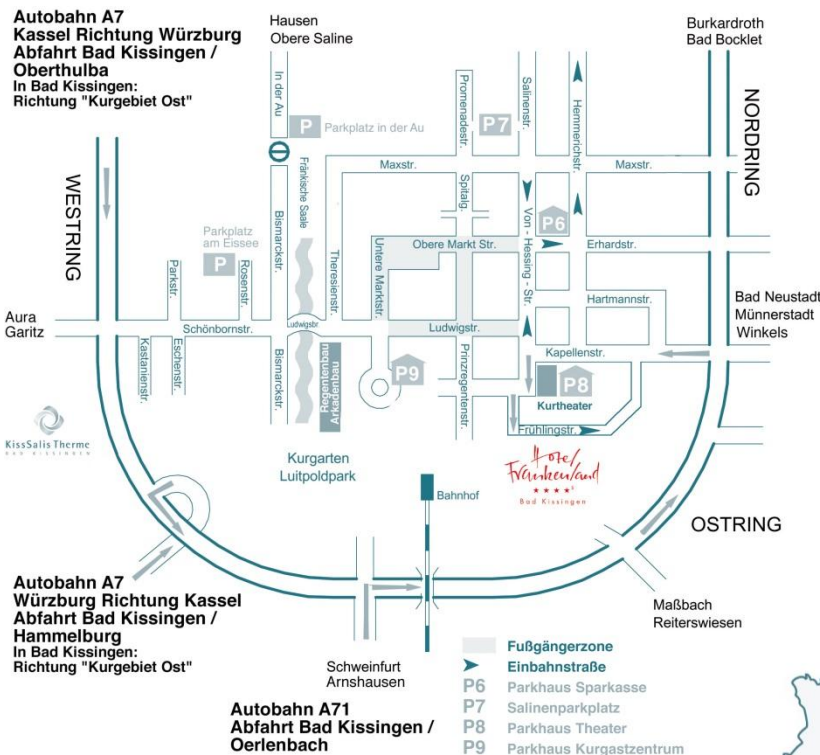 Autobahn A7
Kassel Richtung Würzburg
Abfahrt Bad Kissingen /
Oberthulba
In Bad Kissingen:
Richtung "Kurgebiet Ost"
Hausen
Obere Saline
Burkardroth
Bad Bocklet
In der Au
P
Parkplatz in der Au
Promenadestr.
P7
Salinenstr.
Hemmerichstr.
NORDRING
WESTRING
Fränkische Saale
Maxstr.
Maxstr.
Spitalg.
P6
Von - Hessing - Str.
Parkplatz
am Eissee
P
Bismarckstr.
Theresienstr.
Untere Marktstr.
Obere Markt Str.
Erhardstr.
Parkstr.
Rosenstr.
Hartmannstr.
Bad Neustadt
Münnerstadt
Winkels
Aura
Garitz
Schönbornstr.
Ludwigsbr.
Ludwigstr.
Kastanienstr.
Eschenstr.
Bismarckstr.
Regentenbau
Arkadenbau
P9
Prinzregentenstr.
Kapellenstr.
P8
Kurtheater
Frühlingstr.
KissSalis Therme
BAD KISSINGEN
Kurgarten
Luitpoldpark
Hotel
Frankenland
Bad Kissingen
Bahnhof
OSTRING
Autobahn A7
Würzburg Richtung Kassel
Abfahrt Bad Kissingen /
Hammelburg
In Bad Kissingen:
Richtung "Kurgebiet Ost"
Maßbach
Reiterswiesen
Schweinfurt
Arnshausen
Autobahn A71
Abfahrt Bad Kissingen /
Oerlenbach
Fußgängerzone
Einbahnstraße
P6 Parkhaus Sparkasse
P7 Salinenparkplatz
P8 Parkhaus Theater
P9 Parkhaus Kurgastzentrum